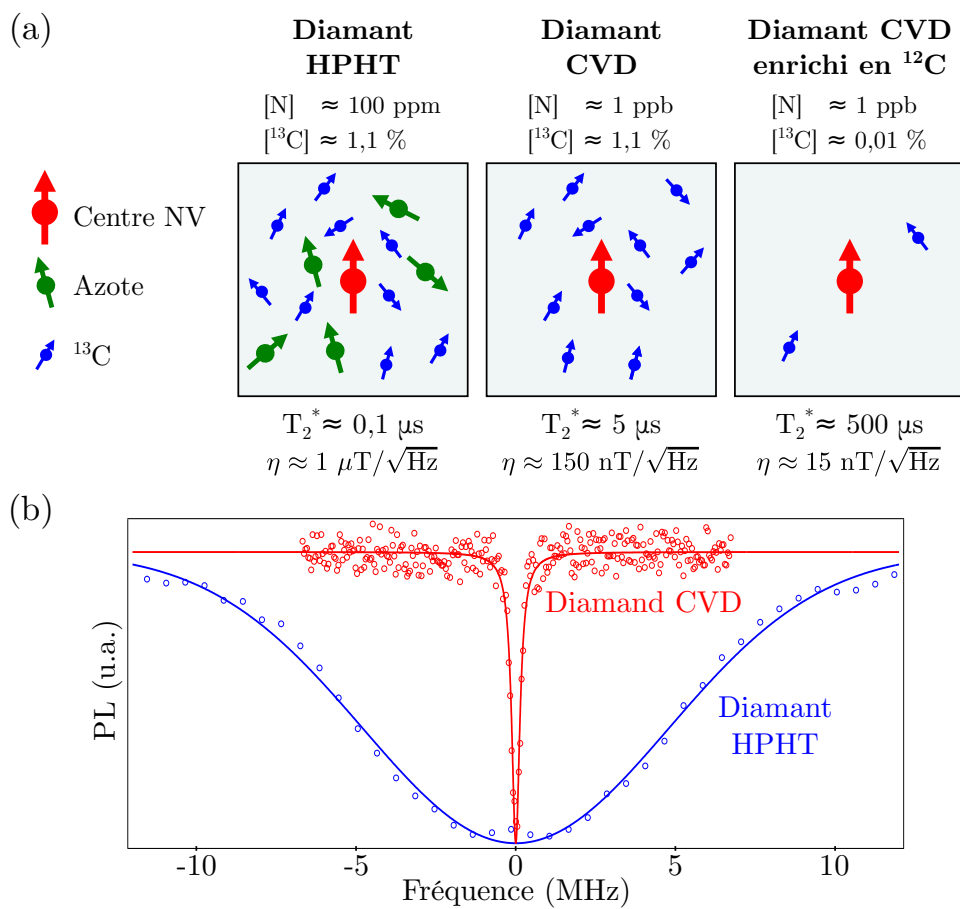 (a)
Diamant
HPHT
[N] ≈ 100 ppm
[¹³C] ≈ 1,1 %
Diamant
CVD
[N] ≈ 1 ppb
[¹³C] ≈ 1,1 %
Diamant CVD
enrichi en ¹²C
[N] ≈ 1 ppb
[¹³C] ≈ 0,01 %
Centre NV
Azote
¹³C
T₂* ≈ 0,1 µs
η ≈ 1 µT/√Hz
T₂* ≈ 5 µs
η ≈ 150 nT/√Hz
T₂* ≈ 500 µs
η ≈ 15 nT/√Hz
(b)
PL (u.a.)
Diamand CVD
Diamant
HPHT
-10 -5 0 5 10
Fréquence (MHz)